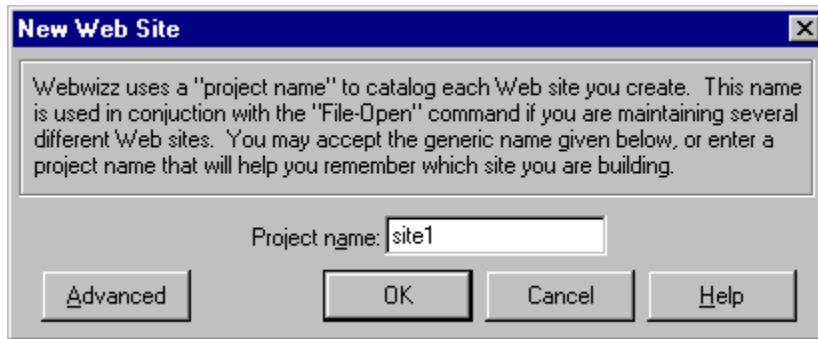 New Web Site
Webwizz uses a "project name" to catalog each Web site you create.  This name
is used in conjuction with the "File-Open" command if you are maintaining several
different Web sites.  You may accept the generic name given below, or enter a
project name that will help you remember which site you are building.
Project name: site1
Advanced OK Cancel Help